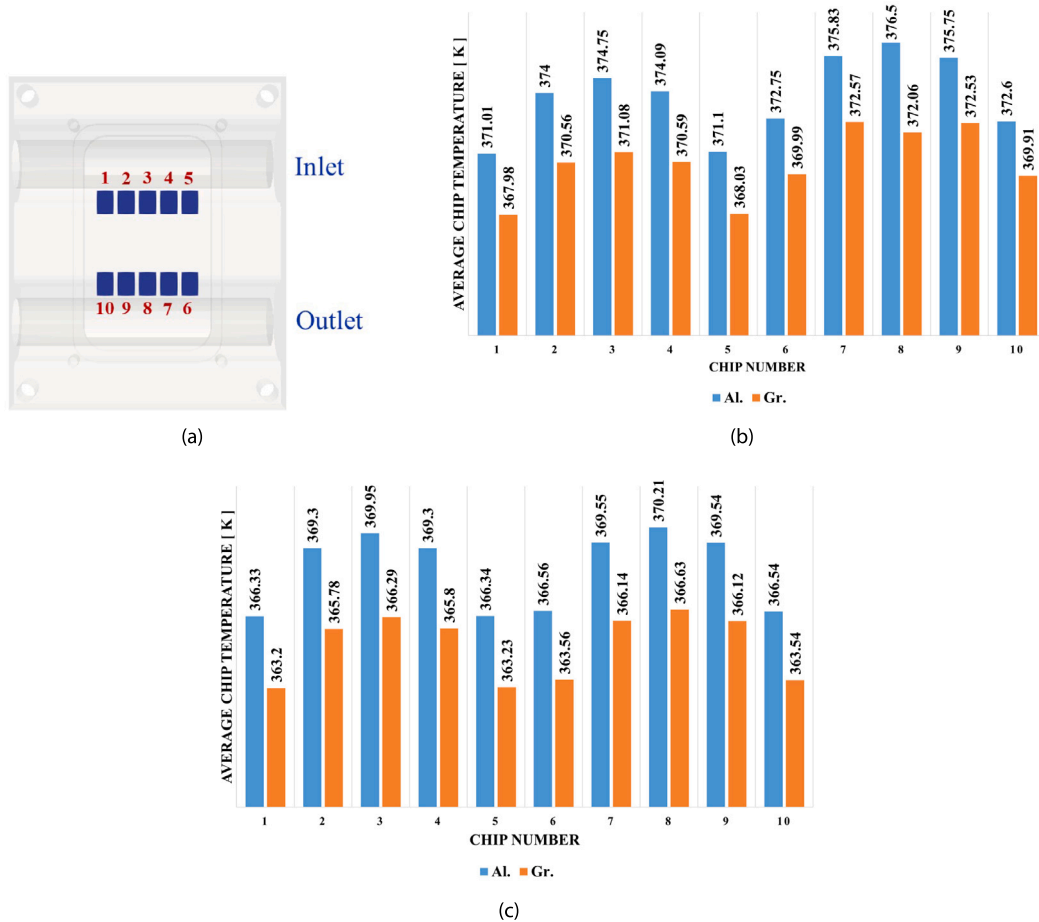 1 2 3 4 5
Inlet
10 9 8 7 6
Outlet
(a)
AVERAGE CHIP TEMPERATURE [ K ]
371.01 367.98 374 370.56 374.75 371.08 374.09 370.59 371.1 368.03 372.75 369.99 375.83 372.57 376.5 372.06 375.75 372.53 372.6 369.91
1 2 3 4 5 6 7 8 9 10
CHIP NUMBER
Al. Gr.
(b)
AVERAGE CHIP TEMPERATURE [ K ]
366.33 363.2 369.3 365.78 369.95 366.29 369.3 365.8 366.34 363.23 366.56 363.56 369.55 366.14 370.21 366.63 369.54 366.12 366.54 363.54
1 2 3 4 5 6 7 8 9 10
CHIP NUMBER
Al. Gr.
(c)